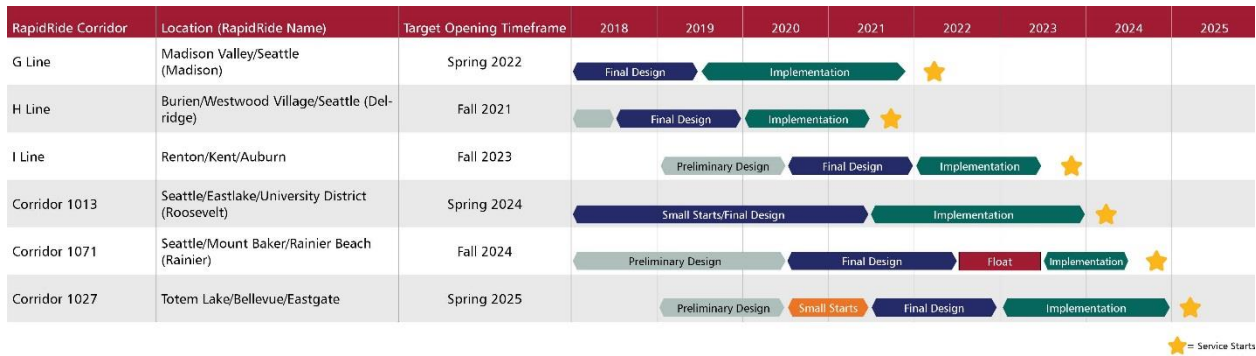 RapidRide Corridor Location (RapidRide Name) Target Opening Timeframe 2018 2019 2020 2021 2022 2023 2024 2025
G Line
Madison Valley/Seattle
(Madison)
Spring 2022
Final Design Implementation
H Line
Burien/Westwood Village/Seattle (Del-
ridge)
Fall 2021
Final Design Implementation
I Line Renton/Kent/Auburn Fall 2023
Preliminary Design Final Design Implementation
Corridor 1013
Seattle/Eastlake/University District
(Roosevelt)
Spring 2024
Small Starts/Final Design Implementation
Corridor 1071
Seattle/Mount Baker/Rainier Beach
(Rainier)
Fall 2024
Preliminary Design Final Design Float Implementation
Corridor 1027 Totem Lake/Bellevue/Eastgate Spring 2025
Preliminary Design Small Starts Final Design Implementation
= Service Starts